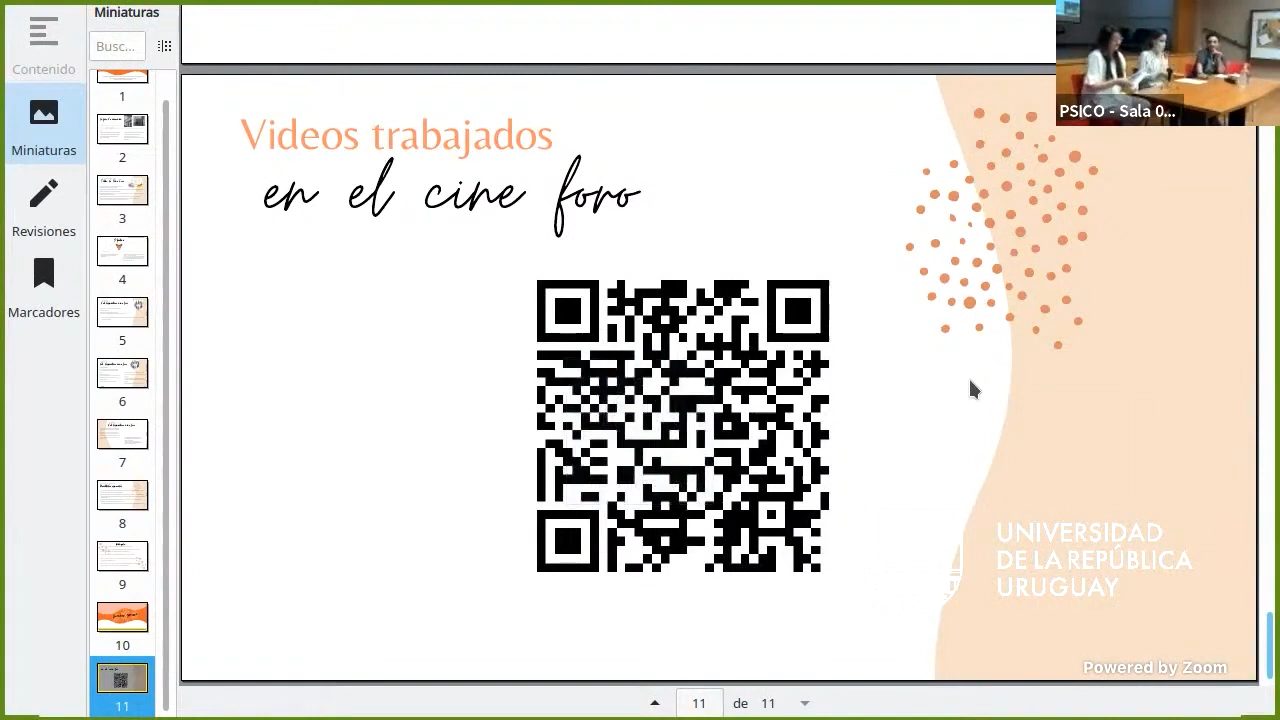 Miniaturas
Contenido
Busc...
Miniaturas
Revisiones
Marcadores
1
2
3
4
5
6
7
8
9
10
11
Videos trabajados
en el cine foro
PSICO - Sala 0...
UNIVERSIDAD
DE LA REPÚBLICA
URUGUAY
Powered by Zoom
11 de 11